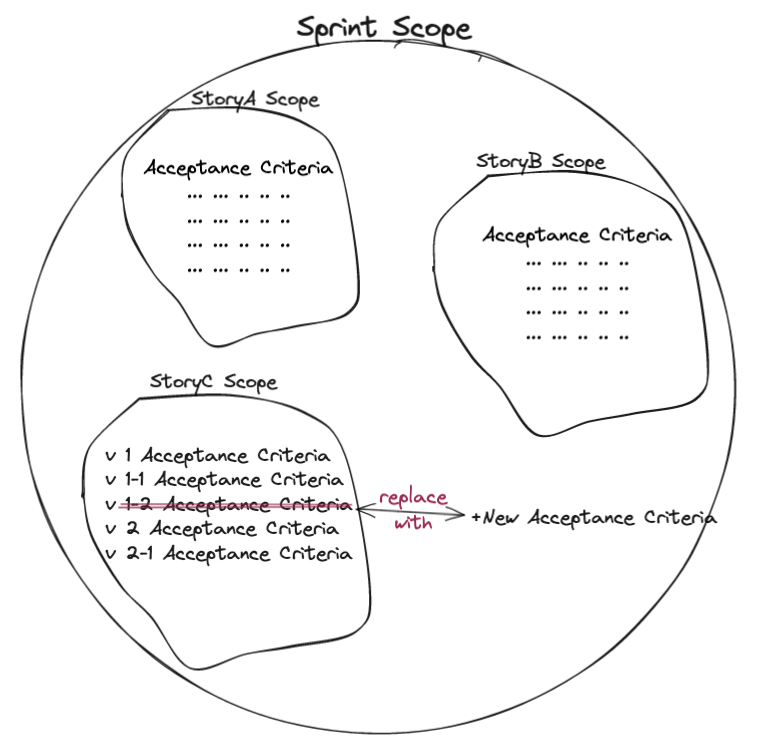 Sprint Scope
StoryA Scope
Acceptance Criteria
... ... .. .. ..
... ... .. .. ..
... ... .. .. ..
... ... .. .. ..
StoryB Scope
Acceptance Criteria
... ... .. .. ..
... ... .. .. ..
... ... .. .. ..
... ... .. .. ..
StoryC Scope
v 1 Acceptance Criteria
v 1-1 Acceptance Criteria
v 1-2 Acceptance Criteria
v 2 Acceptance Criteria
v 2-1 Acceptance Criteria
replace
with
+New Acceptance Criteria